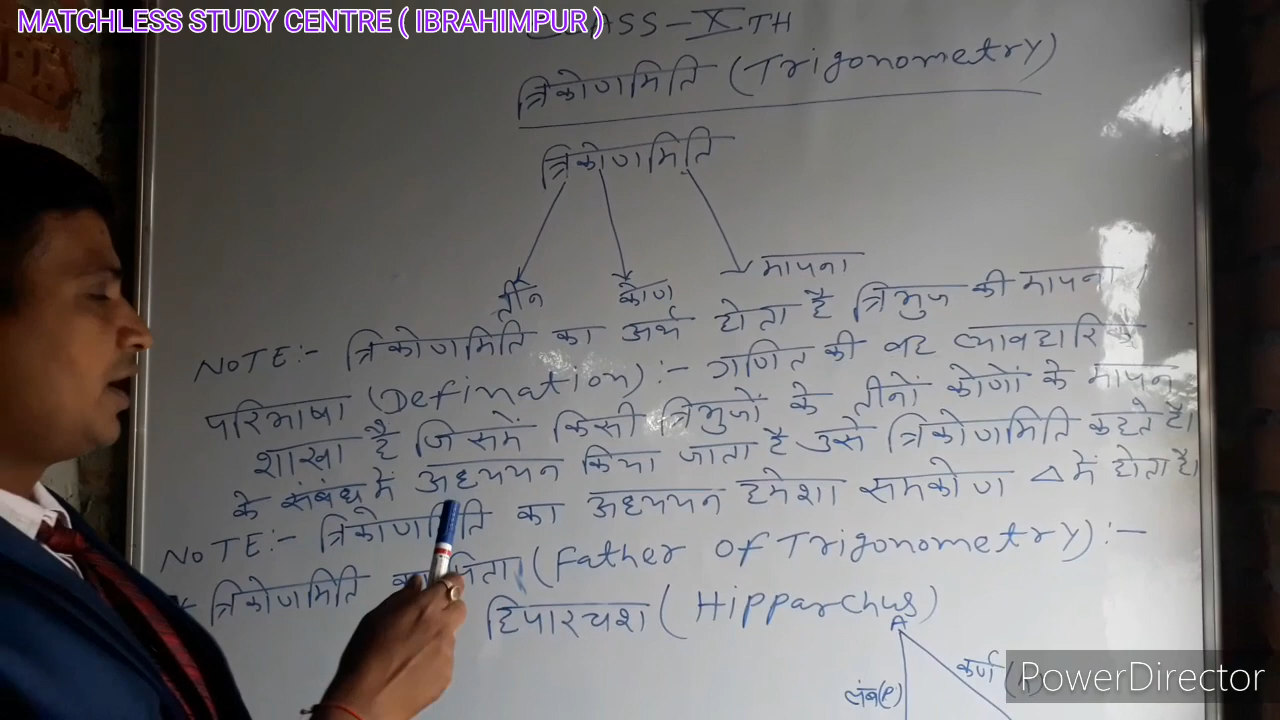 MATCHLESS STUDY CENTRE ( IBRAHIMPUR )
CLASS - X TH
त्रिकोणमिति (Trigonometry)
त्रिकोणमिति
तीन कोण मापना
NOTE:- त्रिकोणमिति का अर्थ होता है त्रिभुज की मापना।
परिभाषा (Defination):- गणित की वह व्यावहारिक
शाखा है जिसमें किसी त्रिभुजों के तीनों कोणों के मापन
के संबंध में अध्ययन किया जाता है उसे त्रिकोणमिति कहते है।
NOTE:- त्रिकोणमिति का अध्ययन हमेशा समकोण △ में होता है।
* त्रिकोणमिति का पिता (Father of Trigonometry):-
हिपारचश (Hipparchus)
A
लंब(P) कर्ण
PowerDirector